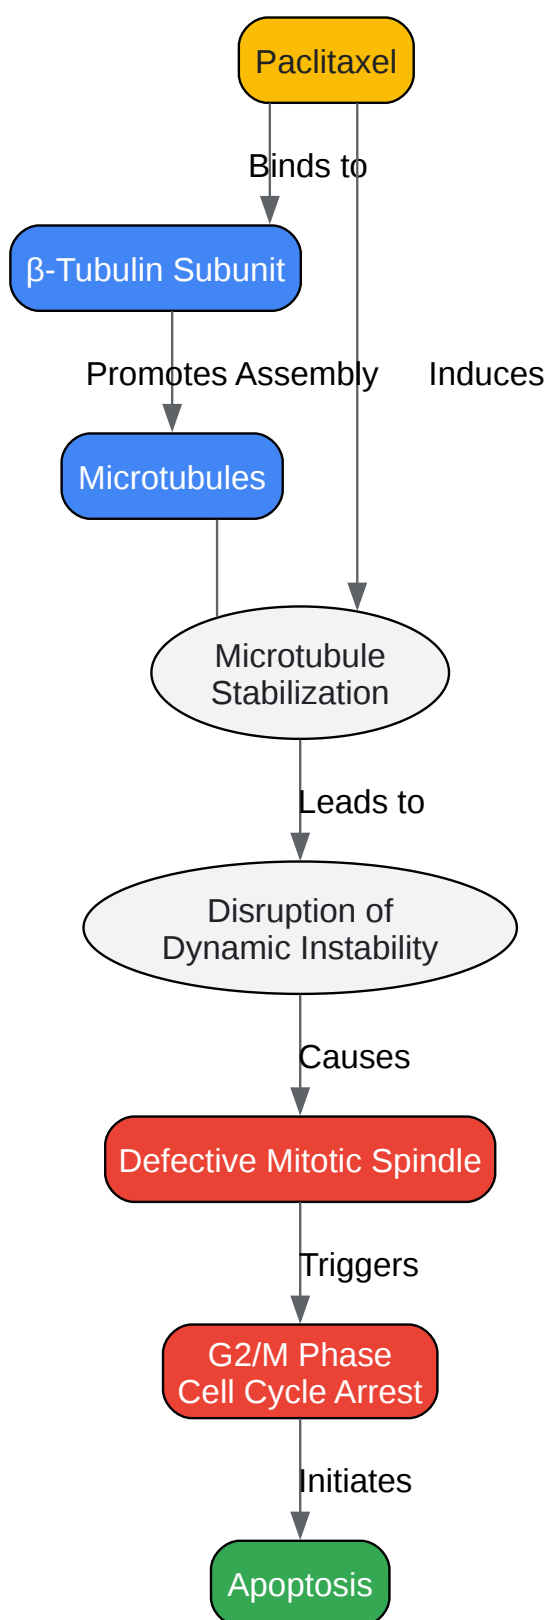 Paclitaxel
Binds to
β-Tubulin Subunit
Promotes Assembly
Induces
Microtubules
Microtubule
Stabilization
Leads to
Disruption of
Dynamic Instability
Causes
Defective Mitotic Spindle
Triggers
G2/M Phase
Cell Cycle Arrest
Initiates
Apoptosis